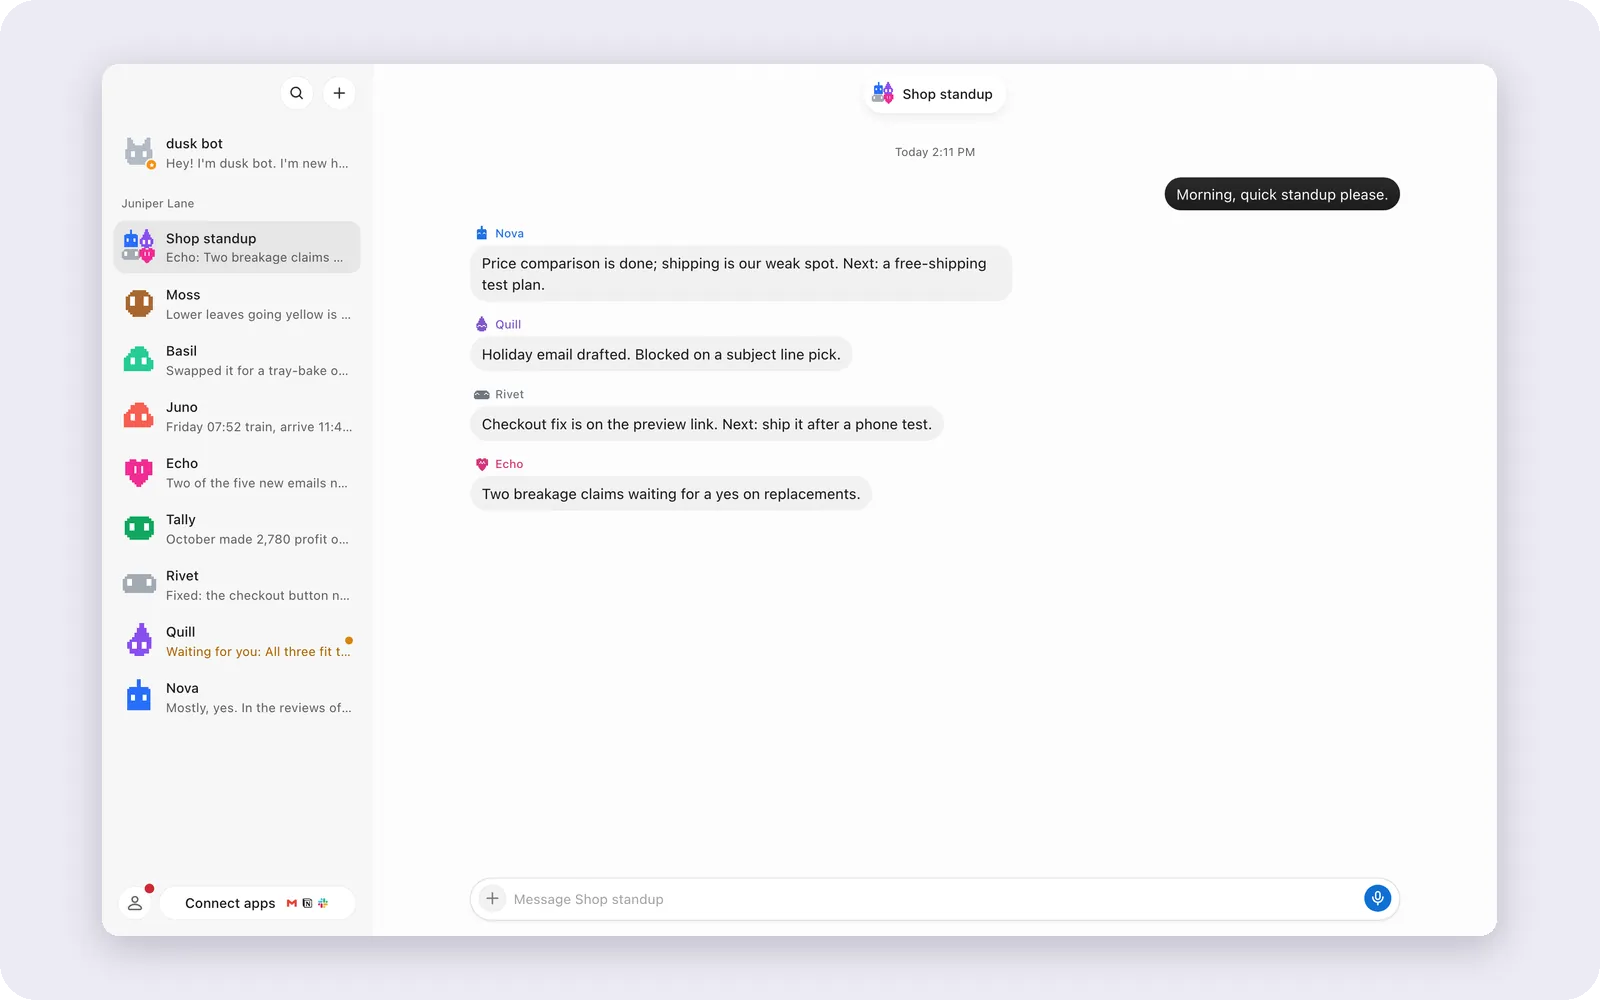 dusk bot
Hey! I'm dusk bot. I'm new h...
Juniper Lane
Shop standup
Echo: Two breakage claims ...
Moss
Lower leaves going yellow is ...
Basil
Swapped it for a tray-bake o...
Juno
Friday 07:52 train, arrive 11:4...
Echo
Two of the five new emails n...
Tally
October made 2,780 profit o...
Rivet
Fixed: the checkout button n...
Quill
Waiting for you: All three fit t...
Nova
Mostly, yes. In the reviews of...
Connect apps
Shop standup
Today 2:11 PM
Morning, quick standup please.
Nova
Price comparison is done; shipping is our weak spot. Next: a free-shipping
test plan.
Quill
Holiday email drafted. Blocked on a subject line pick.
Rivet
Checkout fix is on the preview link. Next: ship it after a phone test.
Echo
Two breakage claims waiting for a yes on replacements.
Message Shop standup